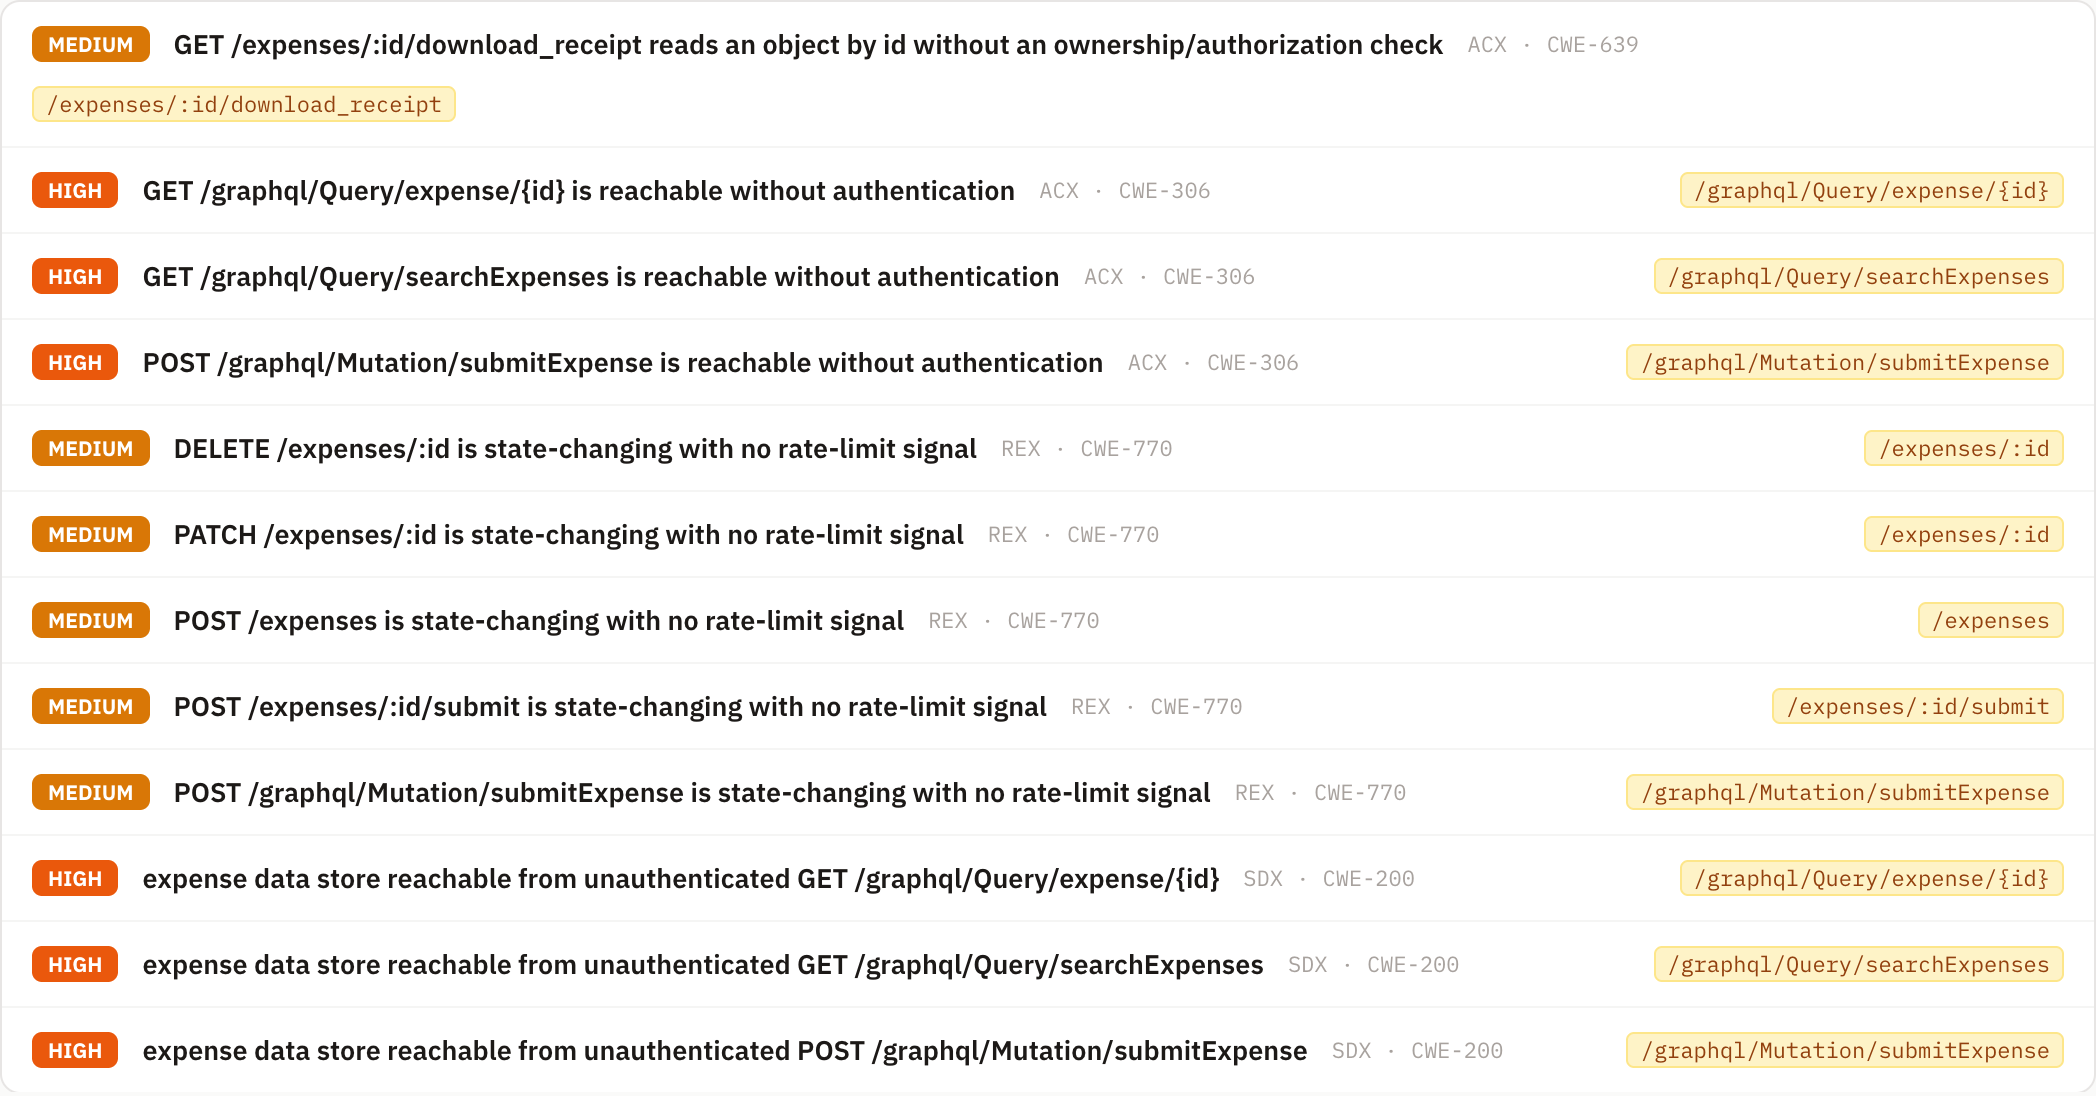 MEDIUM GET /expenses/:id/download_receipt reads an object by id without an ownership/authorization check ACX · CWE-639
/expenses/:id/download_receipt
HIGH GET /graphql/Query/expense/{id} is reachable without authentication ACX · CWE-306 /graphql/Query/expense/{id}
HIGH GET /graphql/Query/searchExpenses is reachable without authentication ACX · CWE-306 /graphql/Query/searchExpenses
HIGH POST /graphql/Mutation/submitExpense is reachable without authentication ACX · CWE-306 /graphql/Mutation/submitExpense
MEDIUM DELETE /expenses/:id is state-changing with no rate-limit signal REX · CWE-770 /expenses/:id
MEDIUM PATCH /expenses/:id is state-changing with no rate-limit signal REX · CWE-770 /expenses/:id
MEDIUM POST /expenses is state-changing with no rate-limit signal REX · CWE-770 /expenses
MEDIUM POST /expenses/:id/submit is state-changing with no rate-limit signal REX · CWE-770 /expenses/:id/submit
MEDIUM POST /graphql/Mutation/submitExpense is state-changing with no rate-limit signal REX · CWE-770 /graphql/Mutation/submitExpense
HIGH expense data store reachable from unauthenticated GET /graphql/Query/expense/{id} SDX · CWE-200 /graphql/Query/expense/{id}
HIGH expense data store reachable from unauthenticated GET /graphql/Query/searchExpenses SDX · CWE-200 /graphql/Query/searchExpenses
HIGH expense data store reachable from unauthenticated POST /graphql/Mutation/submitExpense SDX · CWE-200 /graphql/Mutation/submitExpense